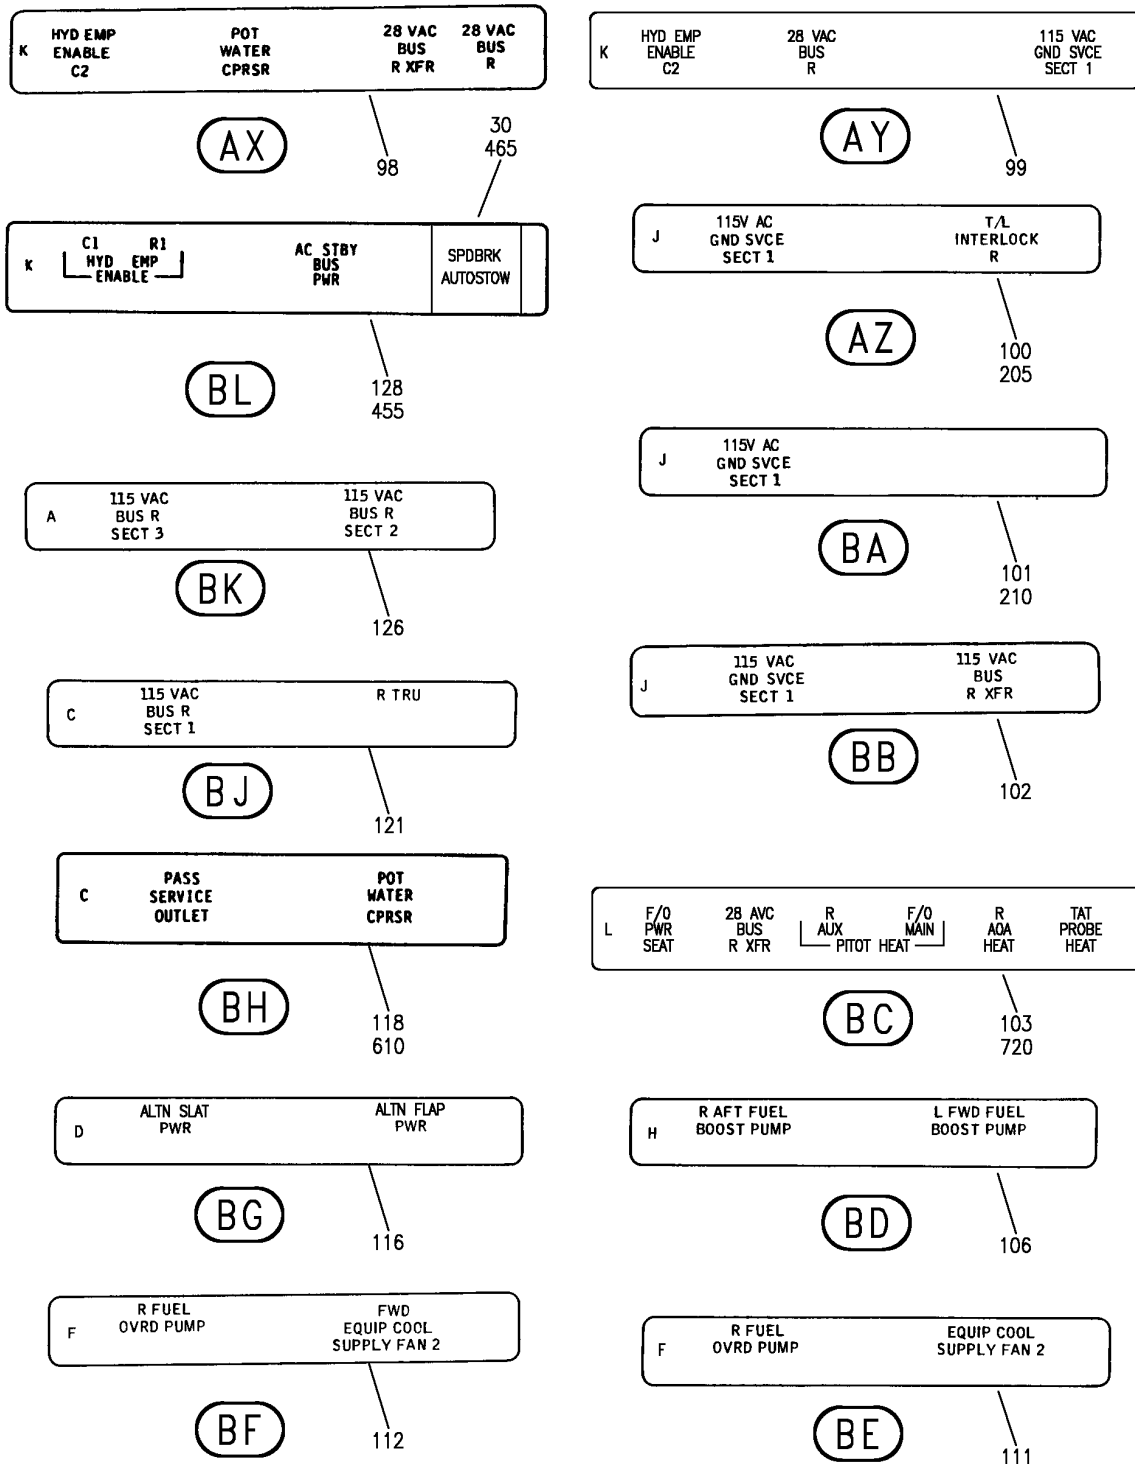 K
HYD EMP
ENABLE
C2
POT
WATER
CPRSR
28 VAC
BUS
R XFR
28 VAC
BUS
R
AX
98
K
HYD EMP
ENABLE
C2
28 VAC
BUS
R
115 VAC
GND SVCE
SECT 1
AY
99
30
465
K
C1 R1
HYD EMP
ENABLE
AC STBY
BUS
PWR
SPDBRK
AUTOSTOW
BL
128
455
J
115V AC
GND SVCE
SECT 1
T/L
INTERLOCK
R
AZ
100
205
A
115 VAC
BUS R
SECT 3
115 VAC
BUS R
SECT 2
BK
126
J
115V AC
GND SVCE
SECT 1
BA
101
210
C
115 VAC
BUS R
SECT 1
R TRU
BJ
121
J
115 VAC
GND SVCE
SECT 1
115 VAC
BUS
R XFR
BB
102
C
PASS
SERVICE
OUTLET
POT
WATER
CPRSR
BH
118
610
L
F/O
PWR
SEAT
28 AVC
BUS
R XFR
R F/O
AUX MAIN
PITOT HEAT
R
AOA
HEAT
TAT
PROBE
HEAT
BC
103
720
D
ALTN SLAT
PWR
ALTN FLAP
PWR
BG
116
H
R AFT FUEL
BOOST PUMP
L FWD FUEL
BOOST PUMP
BD
106
F
R FUEL
OVRD PUMP
FWD
EQUIP COOL
SUPPLY FAN 2
BF
112
F
R FUEL
OVRD PUMP
EQUIP COOL
SUPPLY FAN 2
BE
111